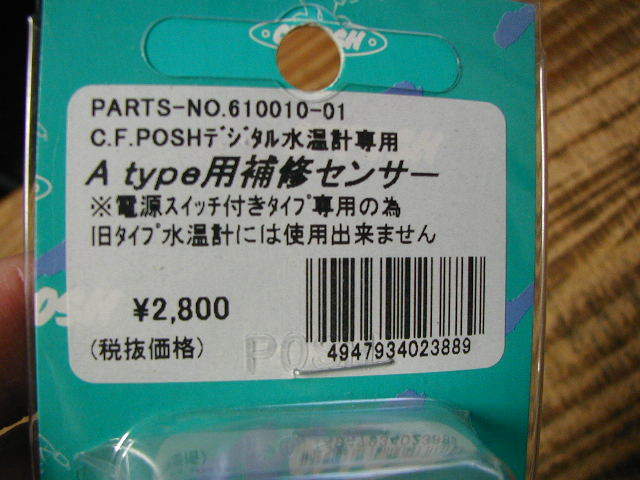 PARTS-NO.610010-01
C.F.POSHデジタル水温計専用
A type用補修センサー
※電源スイッチ付きタイプ専用の為
旧タイプ水温計には使用出来ません
¥2,800
(税抜価格)
POSH
4947934023889